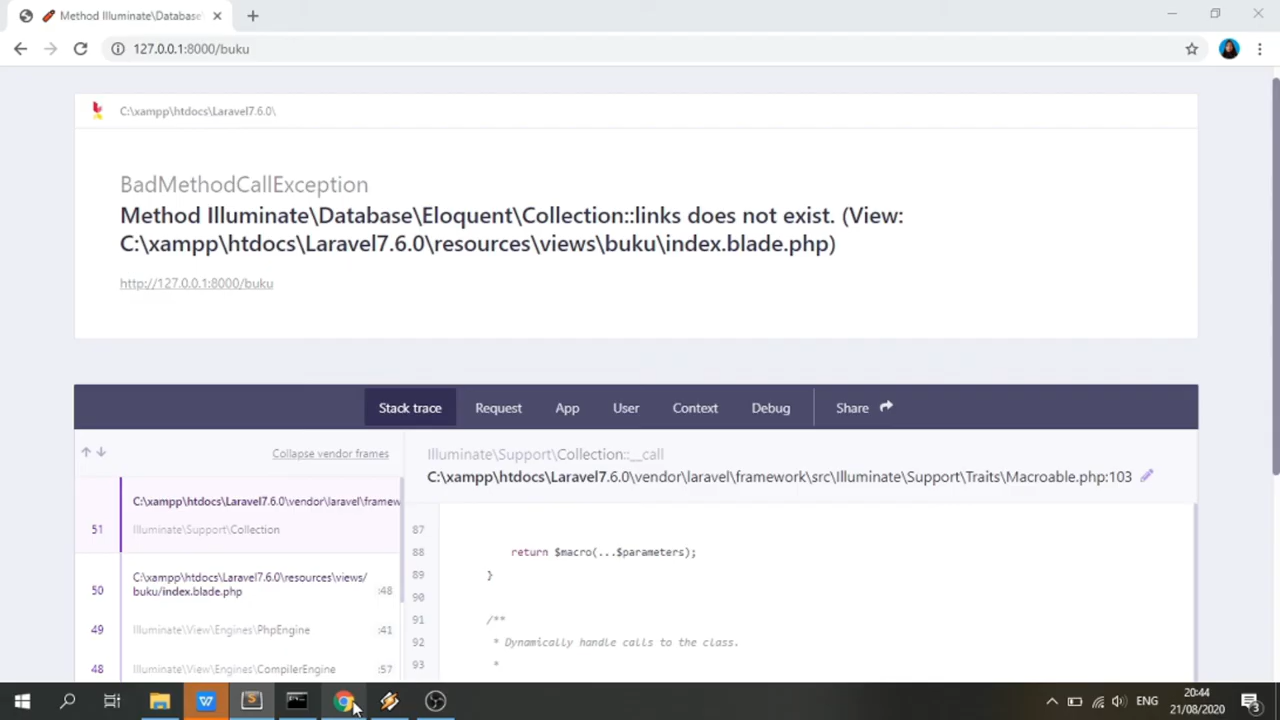 Method Illuminate\Database
127.0.0.1:8000/buku
C:\xampp\htdocs\Laravel7.6.0\
BadMethodCallException
Method Illuminate\Database\Eloquent\Collection::links does not exist. (View:
C:\xampp\htdocs\Laravel7.6.0\resources\views\buku\index.blade.php)
http://127.0.0.1:8000/buku
Stack trace Request App User Context Debug Share
Collapse vendor frames
C:\xampp\htdocs\Laravel7.6.0\vendor\laravel\framew
51 Illuminate\Support\Collection
C:\xampp\htdocs\Laravel7.6.0\resources\views/
buku/index.blade.php
50 :48
49 Illuminate\View\Engines\PhpEngine :41
48 Illuminate\View\Engines\CompilerEngine :57
Illuminate\Support\Collection::__call
C:\xampp\htdocs\Laravel7.6.0\vendor\laravel\framework\src\Illuminate\Support\Traits\Macroable.php:103
87
88 return $macro(...$parameters);
89 }
90
91 /**
92 * Dynamically handle calls to the class.
93 *
ENG
20:44
21/08/2020
3